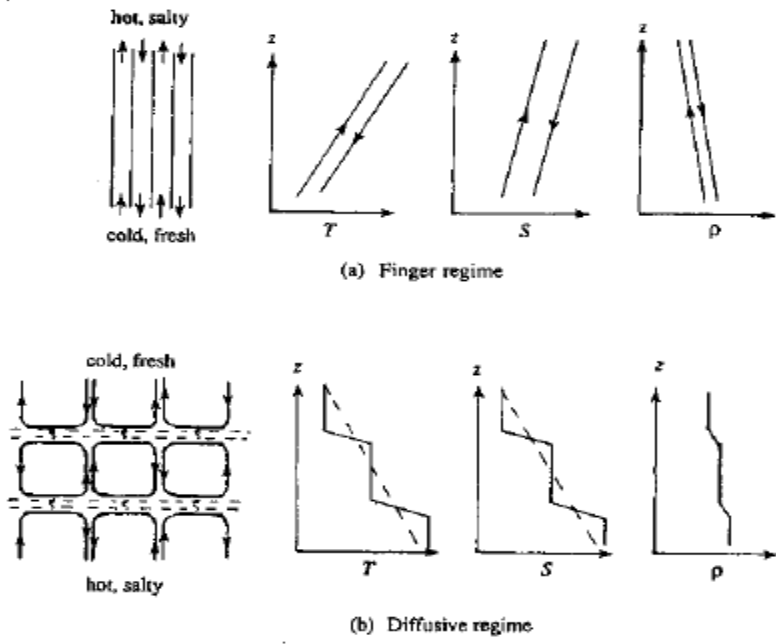 hot, salty
cold, fresh
z
T
z
S
z
ρ
(a) Finger regime
cold, fresh
hot, salty
z
T
z
S
z
ρ
(b) Diffusive regime